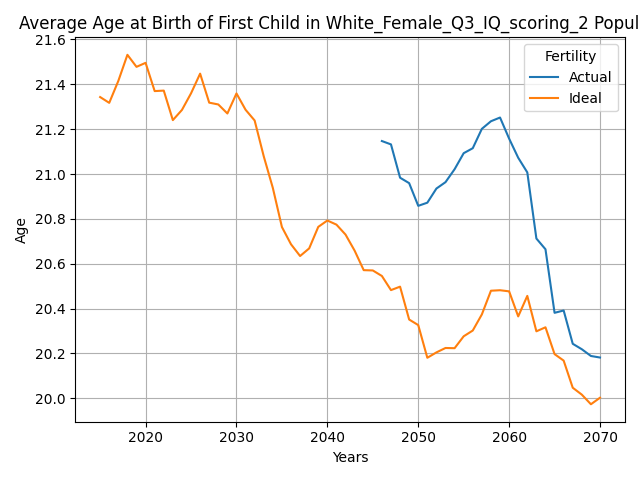 Average Age at Birth of First Child in White_Female_Q3_IQ_scoring_2 Popul
21.6
21.4
21.2
21.0
20.8
20.6
20.4
20.2
20.0
Age
Fertility
Actual
Ideal
2020 2030 2040 2050 2060 2070
Years